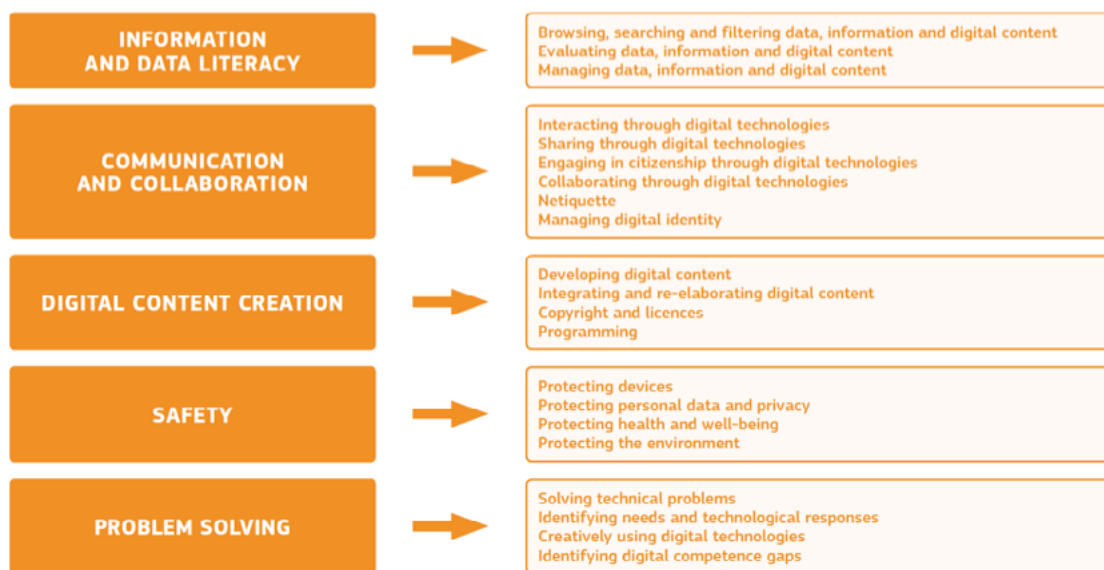 INFORMATION
AND DATA LITERACY
Browsing, searching and filtering data, information and digital content
Evaluating data, information and digital content
Managing data, information and digital content
COMMUNICATION
AND COLLABORATION
Interacting through digital technologies
Sharing through digital technologies
Engaging in citizenship through digital technologies
Collaborating through digital technologies
Netiquette
Managing digital identity
DIGITAL CONTENT CREATION
Developing digital content
Integrating and re-elaborating digital content
Copyright and licences
Programming
SAFETY
Protecting devices
Protecting personal data and privacy
Protecting health and well-being
Protecting the environment
PROBLEM SOLVING
Solving technical problems
Identifying needs and technological responses
Creatively using digital technologies
Identifying digital competence gaps